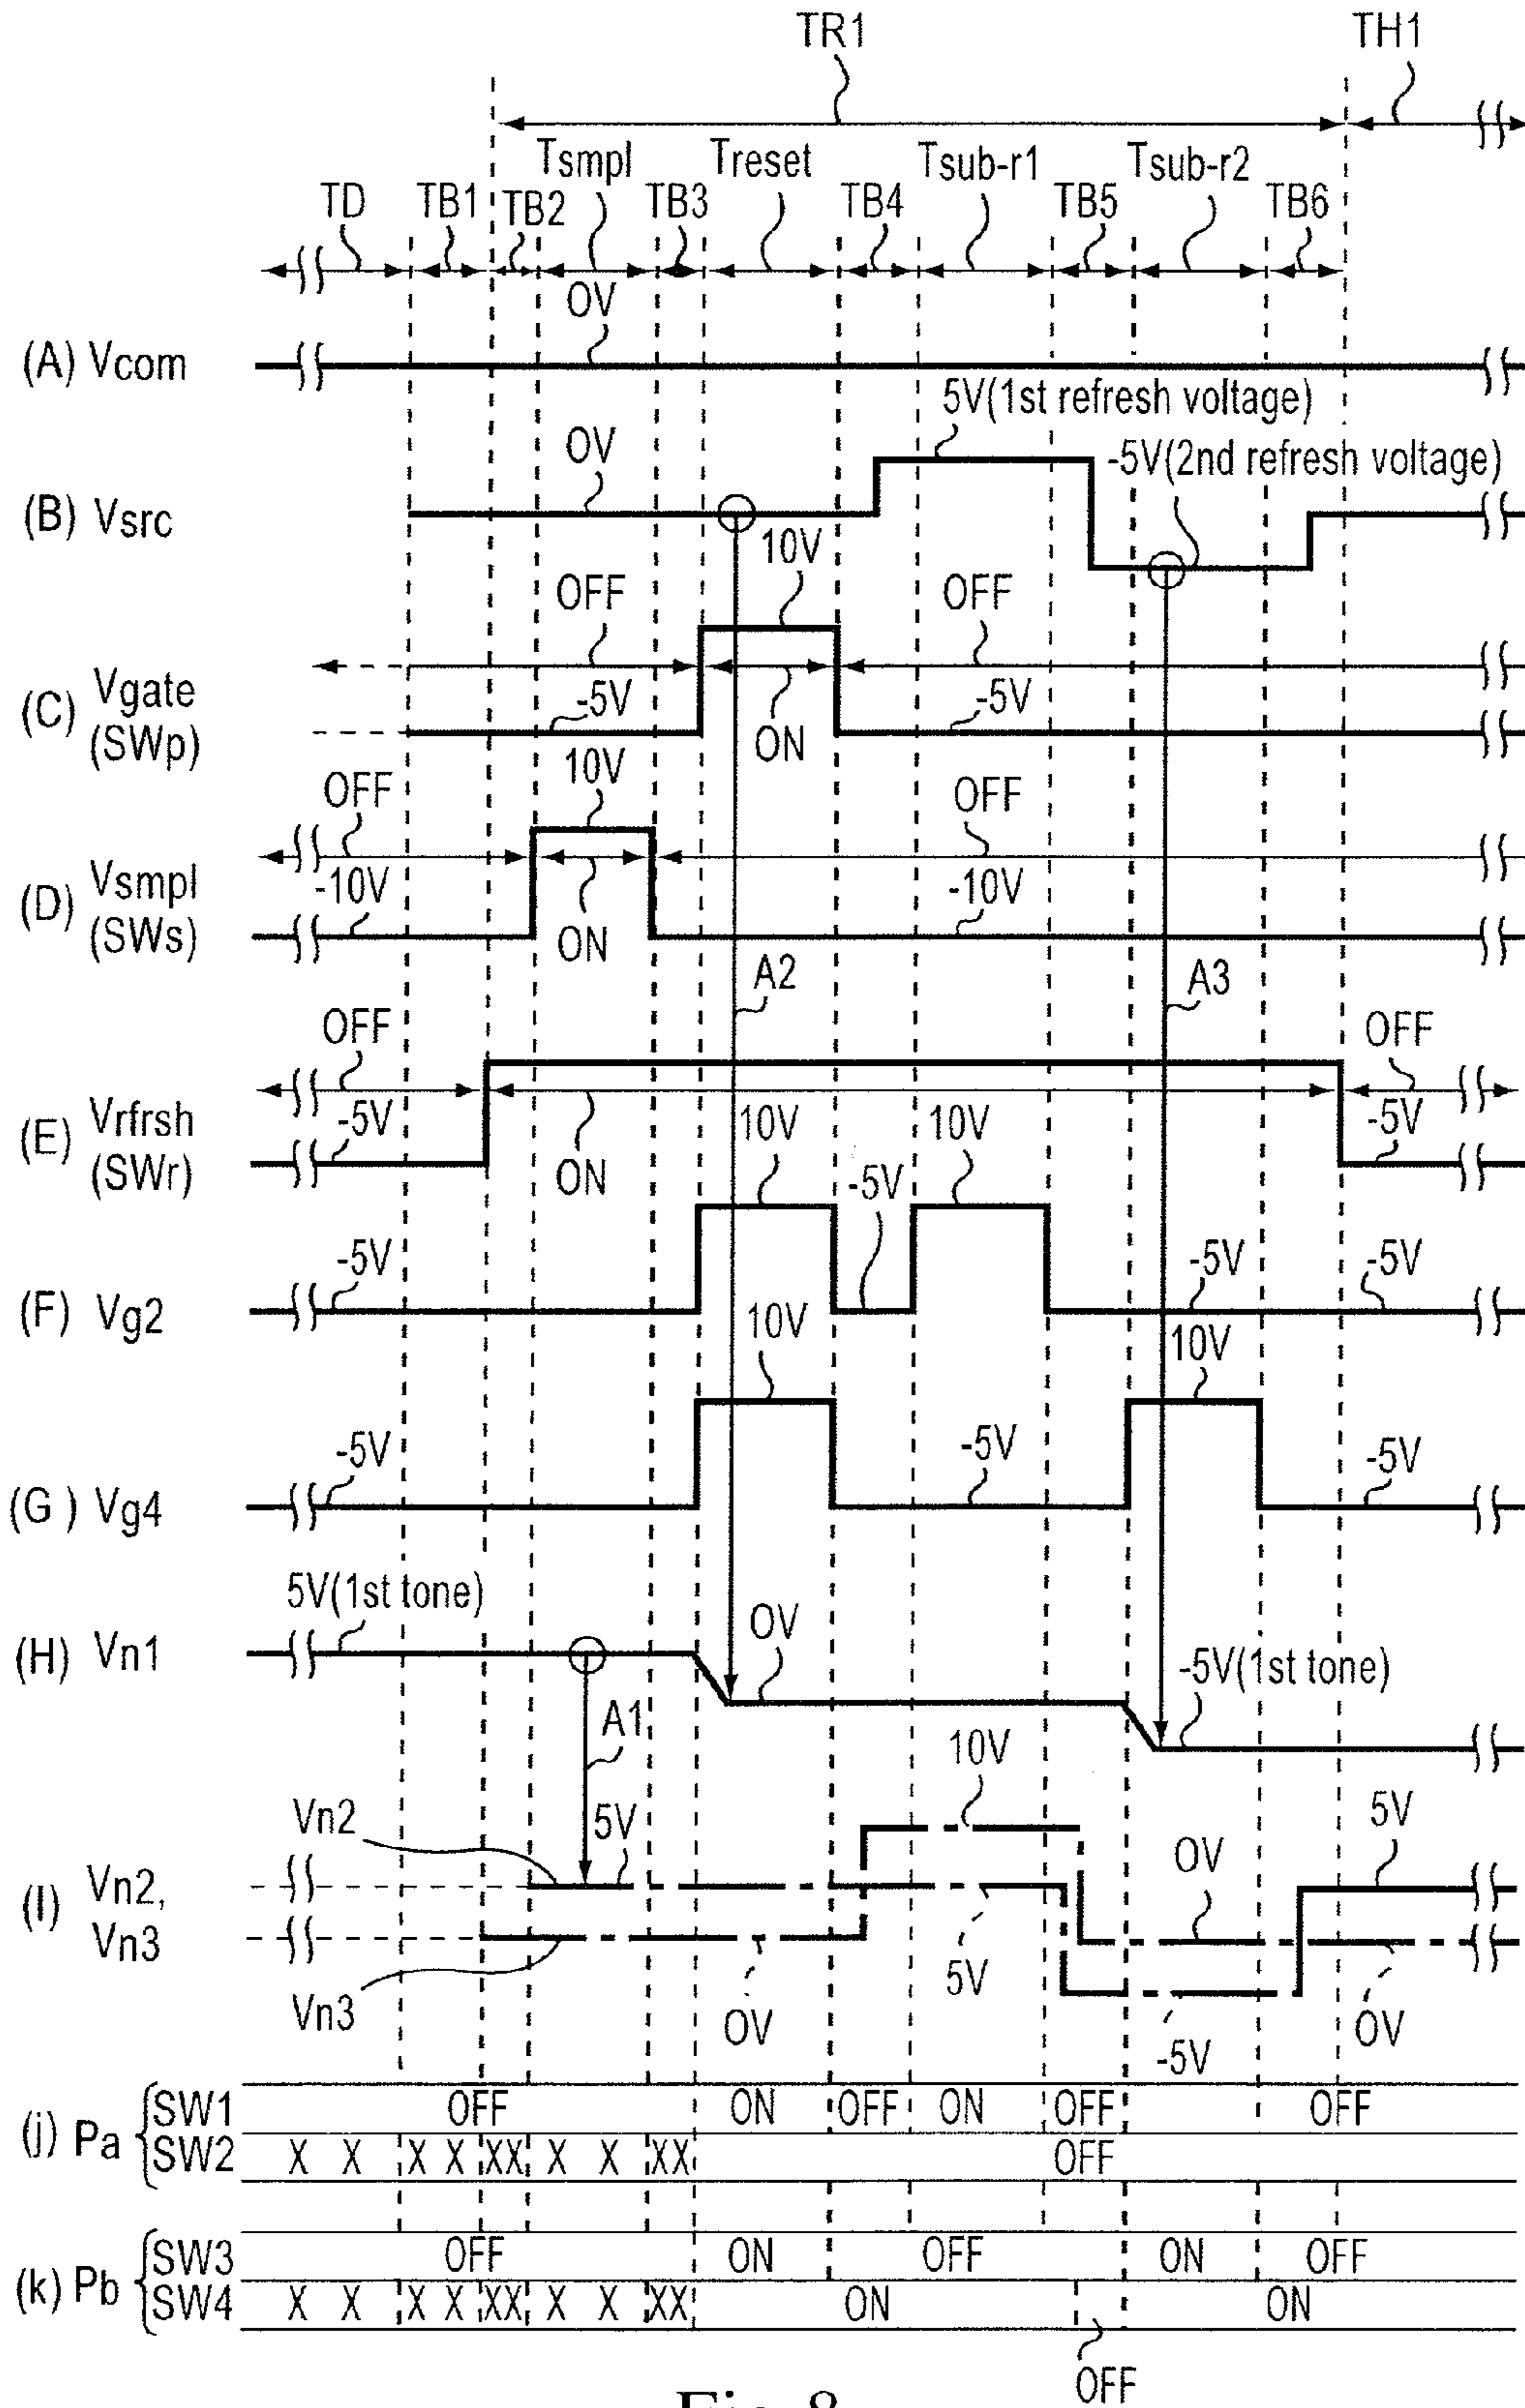 TR1 TH1
Tsmpl Treset Tsub-r1 Tsub-r2
TD TB1 TB2 TB3 TB4 TB5 TB6
0V
(A) Vcom
5V(1st refresh voltage)
0V -5V(2nd refresh voltage)
(B) Vsrc
10V
OFF OFF
(C) Vgate (SWp)
-5V -5V
ON
10V
OFF OFF
(D) Vsmpl (SWs)
-10V -10V
ON
A2 A3
OFF OFF
(E) Vrfrsh (SWr)
-5V 10V 10V -5V
ON
-5V
10V 10V
-5V -5V -5V
(F) Vg2
10V 10V
-5V -5V -5V
(G) Vg4
5V(1st tone)
0V
(H) Vn1
-5V(1st tone)
A1
10V
Vn2 5V 5V
0V
(I) Vn2, Vn3
5V
Vn3 0V 0V
-5V
(j) Pa SW1 OFF ON OFF ON OFF OFF
SW2 X X X X XX X X XX OFF
(k) Pb SW3 OFF ON OFF ON OFF
SW4 X X X X XX X X XX ON ON
OFF
Fig. 8